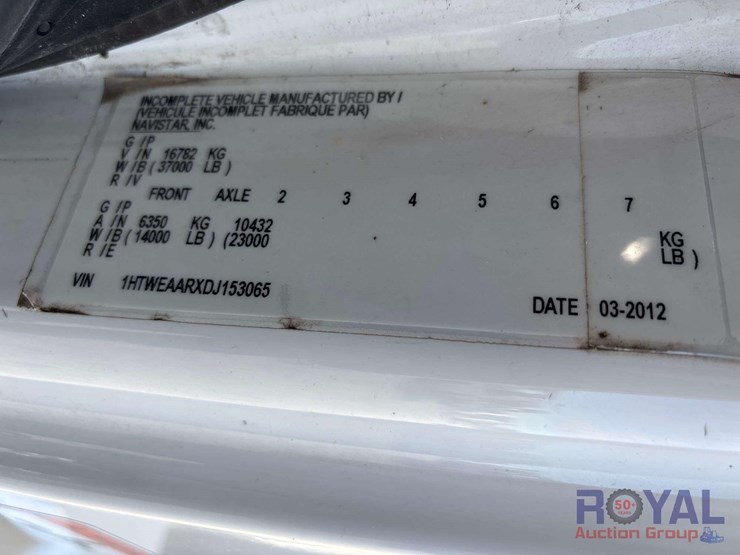 INCOMPLETE VEHICLE MANUFACTURED BY /
(VEHICULE INCOMPLET FABRIQUE PAR)
NAVISTAR, INC.
G /P
V /N 16782 KG
W/B ( 37000 LB )
R /V
FRONT AXLE 2 3 4 5 6 7
G /P
A /N 6350 KG 10432 KG
W/B ( 14000 LB ) (23000 LB )
R /E
VIN 1HTWEAARXDJ153065
DATE 03-2012
ROYAL
50+
YEARS
Auction Group